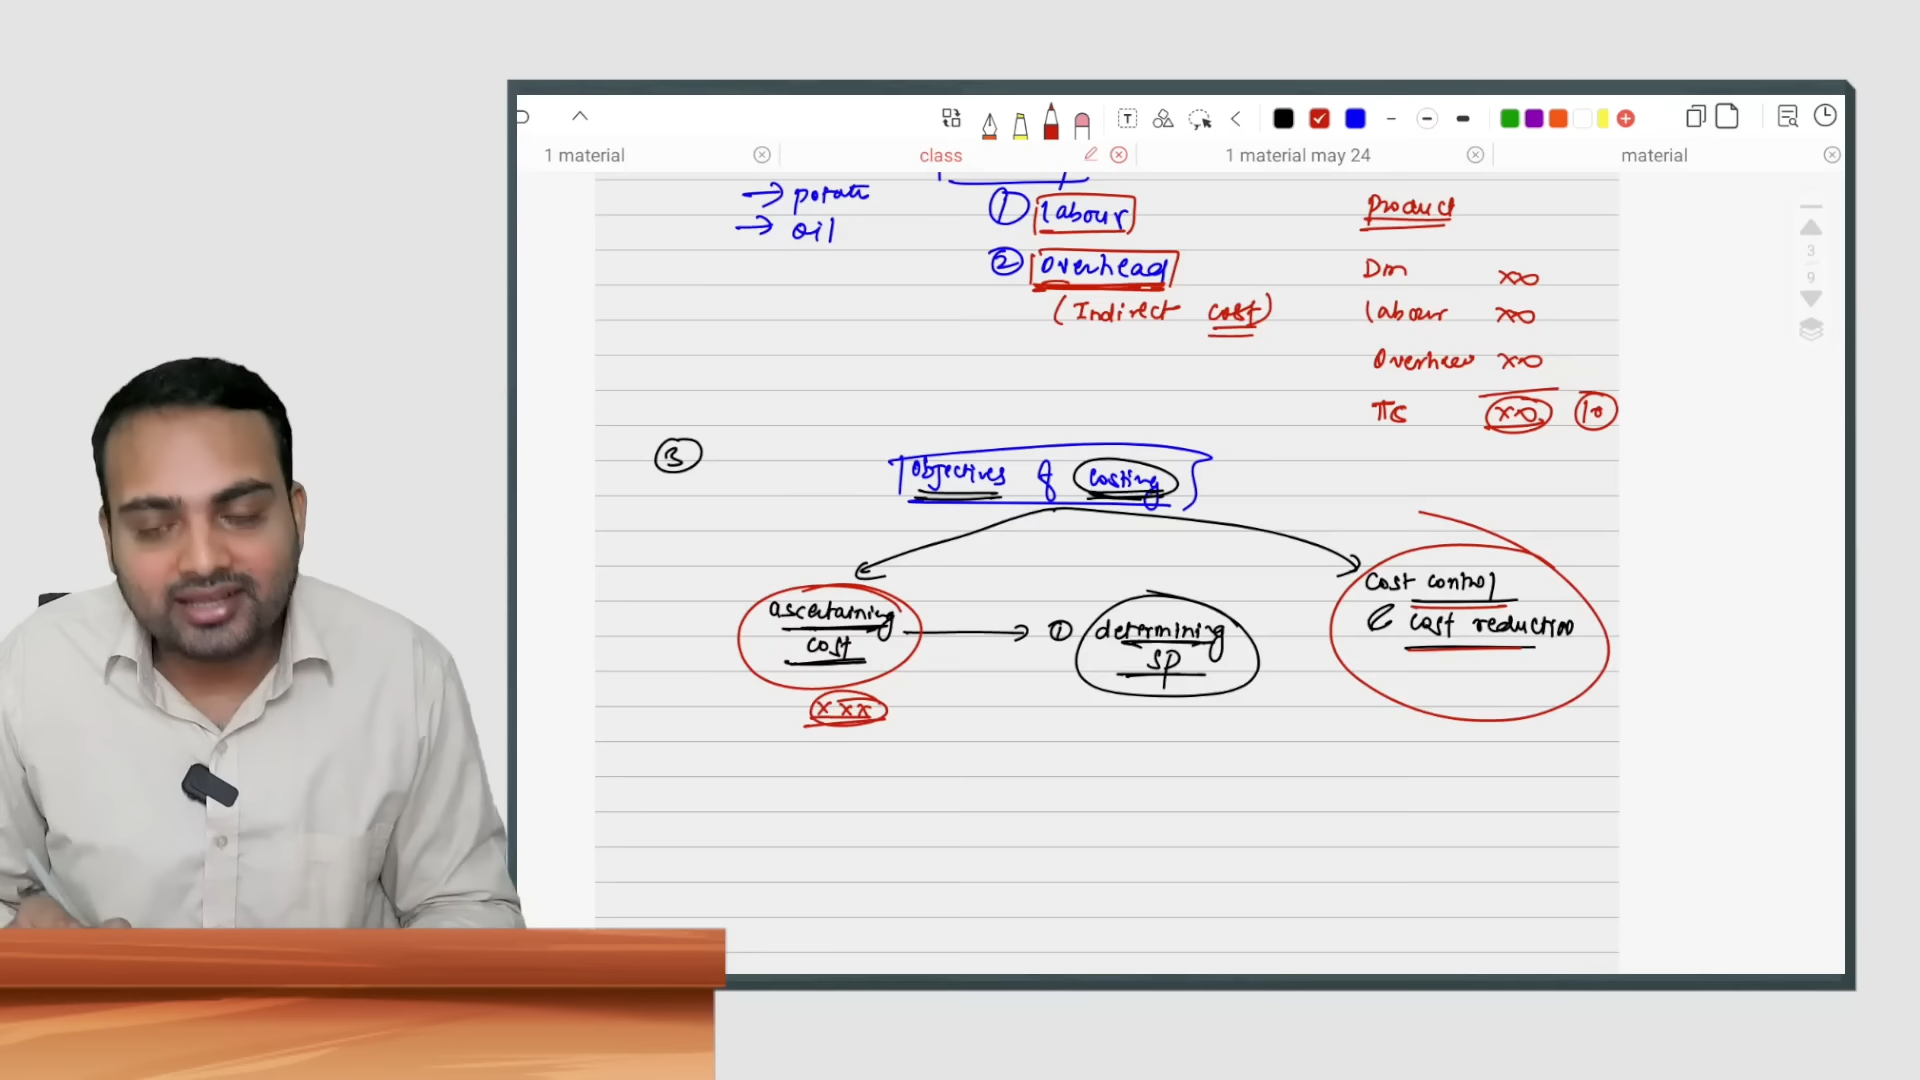 1 material
class
1 material may 24
material
T
3
9
→ potato
→ oil
① labour
② overhead
(Indirect cost)
Product
Dm xx
labour xx
Overhead xx
TC xx 10
③
objectives of costing
ascertaining
cost
xxx
① determining
SP
Cost control
& cost reduction